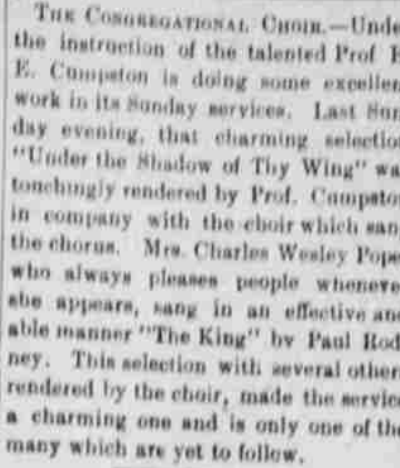 THE CONGREGATIONAL CHOIR.—Unde
the instruction of the talented Prof E
E. Cumpston is doing some excellen
work in its Sunday services. Last Sun
day evening, that charming selectio
"Under the Shadow of Thy Wing" wa
touchingly rendered by Prof. Cumpsto
in company with the choir which san
the chorus. Mrs. Charles Wesley Pope
who always pleases people wheneve
she appears, sang in an effective and
able manner "The King" by Paul Rod
ney. This selection with several other
rendered by the choir, made the service
a charming one and is only one of the
many which are yet to follow.